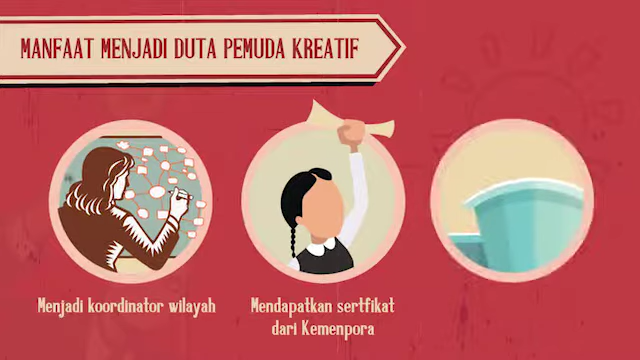 MANFAAT MENJADI DUTA PEMUDA KREATIF
Menjadi koordinator wilayah
Mendapatkan sertfikat
dari Kemenpora